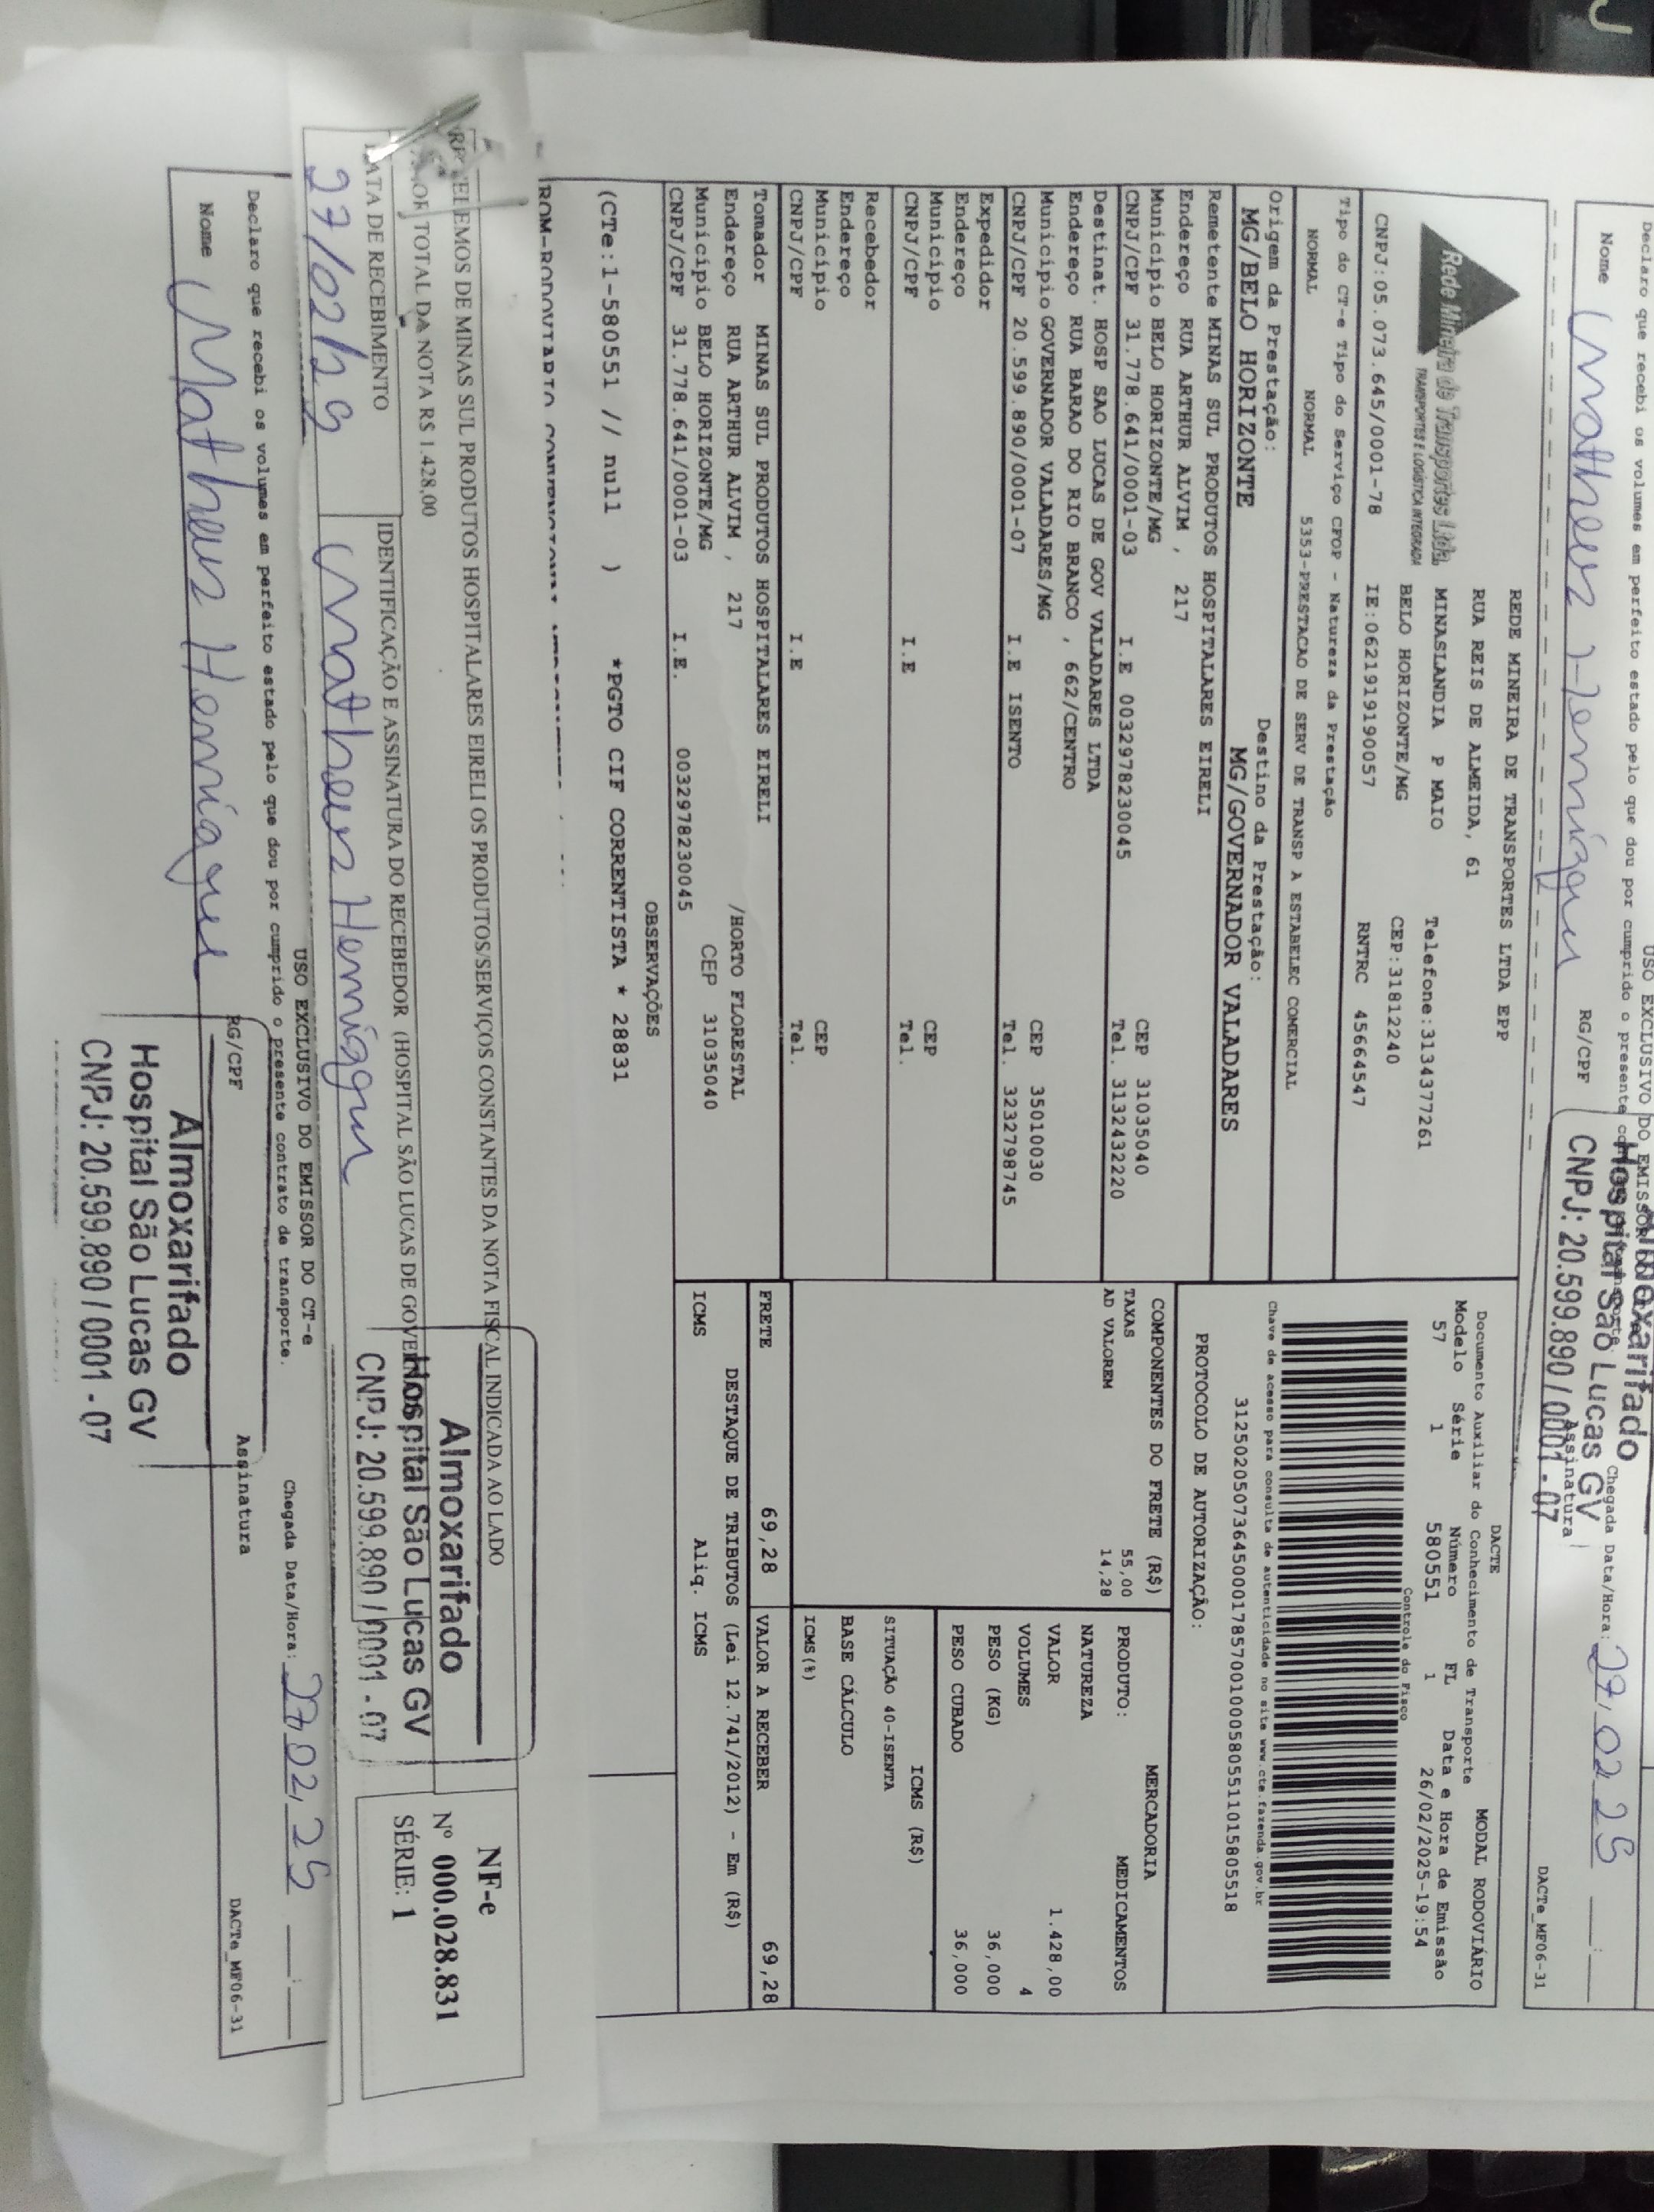 USO EXCLUSIVO DO EMISSOR DO CT-e
Declaro que recebi os volumes em perfeito estado pelo que dou por cumprido o presente contrato de transporte.
Chegada Data/Hora: 27/02/25
Nome Matheus Henrique
RG/CPF
Assinatura
Almoxarifado
Hospital São Lucas GV
CNPJ: 20.599.890/0001-07
DACTe_MF06-31
Rede Mineira de Transportes Ltda.
TRANSPORTES E LOGÍSTICA INTEGRADA
REDE MINEIRA DE TRANSPORTES LTDA EPP
RUA REIS DE ALMEIDA, 61
MINASLANDIA P MAIO Telefone:3134377261
BELO HORIZONTE/MG CEP:31812240
CNPJ:05.073.645/0001-78 IE:0621919190057 RNTRC 45664547
DACTE MODAL RODOVIÁRIO
Documento Auxiliar do Conhecimento de Transporte
Modelo Série Número FL Data e Hora de Emissão
57 1 580551 1 26/02/2025-19:54
Controle do Fisco
Tipo do CT-e Tipo do Serviço CFOP - Natureza da Prestação
NORMAL NORMAL 5353-PRESTACAO DE SERV DE TRANSP A ESTABELEC COMERCIAL
Chave de acesso para consulta de autenticidade no site www.cte.fazenda.gov.br
31250205073645000178570010005805511015805518
Origem da Prestação: Destino da Prestação:
MG/BELO HORIZONTE MG/GOVERNADOR VALADARES
PROTOCOLO DE AUTORIZAÇÃO:
Remetente MINAS SUL PRODUTOS HOSPITALARES EIRELI
Endereço RUA ARTHUR ALVIM , 217
Município BELO HORIZONTE/MG CEP 31035040
CNPJ/CPF 31.778.641/0001-03 I.E 0032978230045 Tel. 3132432220
Destinat. HOSP SAO LUCAS DE GOV VALADARES LTDA
Endereço RUA BARAO DO RIO BRANCO , 662/CENTRO
Município GOVERNADOR VALADARES/MG CEP 35010030
CNPJ/CPF 20.599.890/0001-07 I.E ISENTO Tel. 3232798745
Expedidor
Endereço
Município CEP
CNPJ/CPF I.E Tel.
Recebedor
Endereço
Município CEP
CNPJ/CPF I.E Tel.
Tomador MINAS SUL PRODUTOS HOSPITALARES EIRELI
Endereço RUA ARTHUR ALVIM , 217 /HORTO FLORESTAL
Município BELO HORIZONTE/MG CEP 31035040
CNPJ/CPF 31.778.641/0001-03 I.E. 0032978230045
COMPONENTES DO FRETE (R$)
TAXAS 55,00
AD VALOREM 14,28
MERCADORIA
PRODUTO: MEDICAMENTOS
NATUREZA
VALOR 1.428,00
VOLUMES 4
PESO (KG) 36,000
PESO CUBADO 36,000
ICMS (R$)
SITUAÇÃO 40-ISENTA
BASE CÁLCULO
ICMS(%)
FRETE 69,28 VALOR A RECEBER 69,28
DESTAQUE DE TRIBUTOS (Lei 12.741/2012) - Em (R$)
ICMS Aliq. ICMS
OBSERVAÇÕES
(CTe:1-580551 // null ) *PGTO CIF CORRENTISTA * 28831
EMOS DE MINAS SUL PRODUTOS HOSPITALARES EIRELI OS PRODUTOS/SERVIÇOS CONSTANTES DA NOTA FISCAL INDICADA AO LADO
TOTAL DA NOTA R$ 1.428,00
DATA DE RECEBIMENTO
27/02/25
IDENTIFICAÇÃO E ASSINATURA DO RECEBEDOR (HOSPITAL SÃO LUCAS DE GOVE
Matheus Henrique
Almoxarifado
Hospital São Lucas GV
CNPJ: 20.599.890/0001-07
NF-e
Nº 000.028.831
SÉRIE: 1
USO EXCLUSIVO DO EMISSOR DO CT-e
Declaro que recebi os volumes em perfeito estado pelo que dou por cumprido o presente contrato de transporte.
Chegada Data/Hora: 27/02/25
Nome Matheus Henrique
RG/CPF
Assinatura
DACTe_MF06-31
Almoxarifado
Hospital São Lucas GV
CNPJ: 20.599.890/0001-07